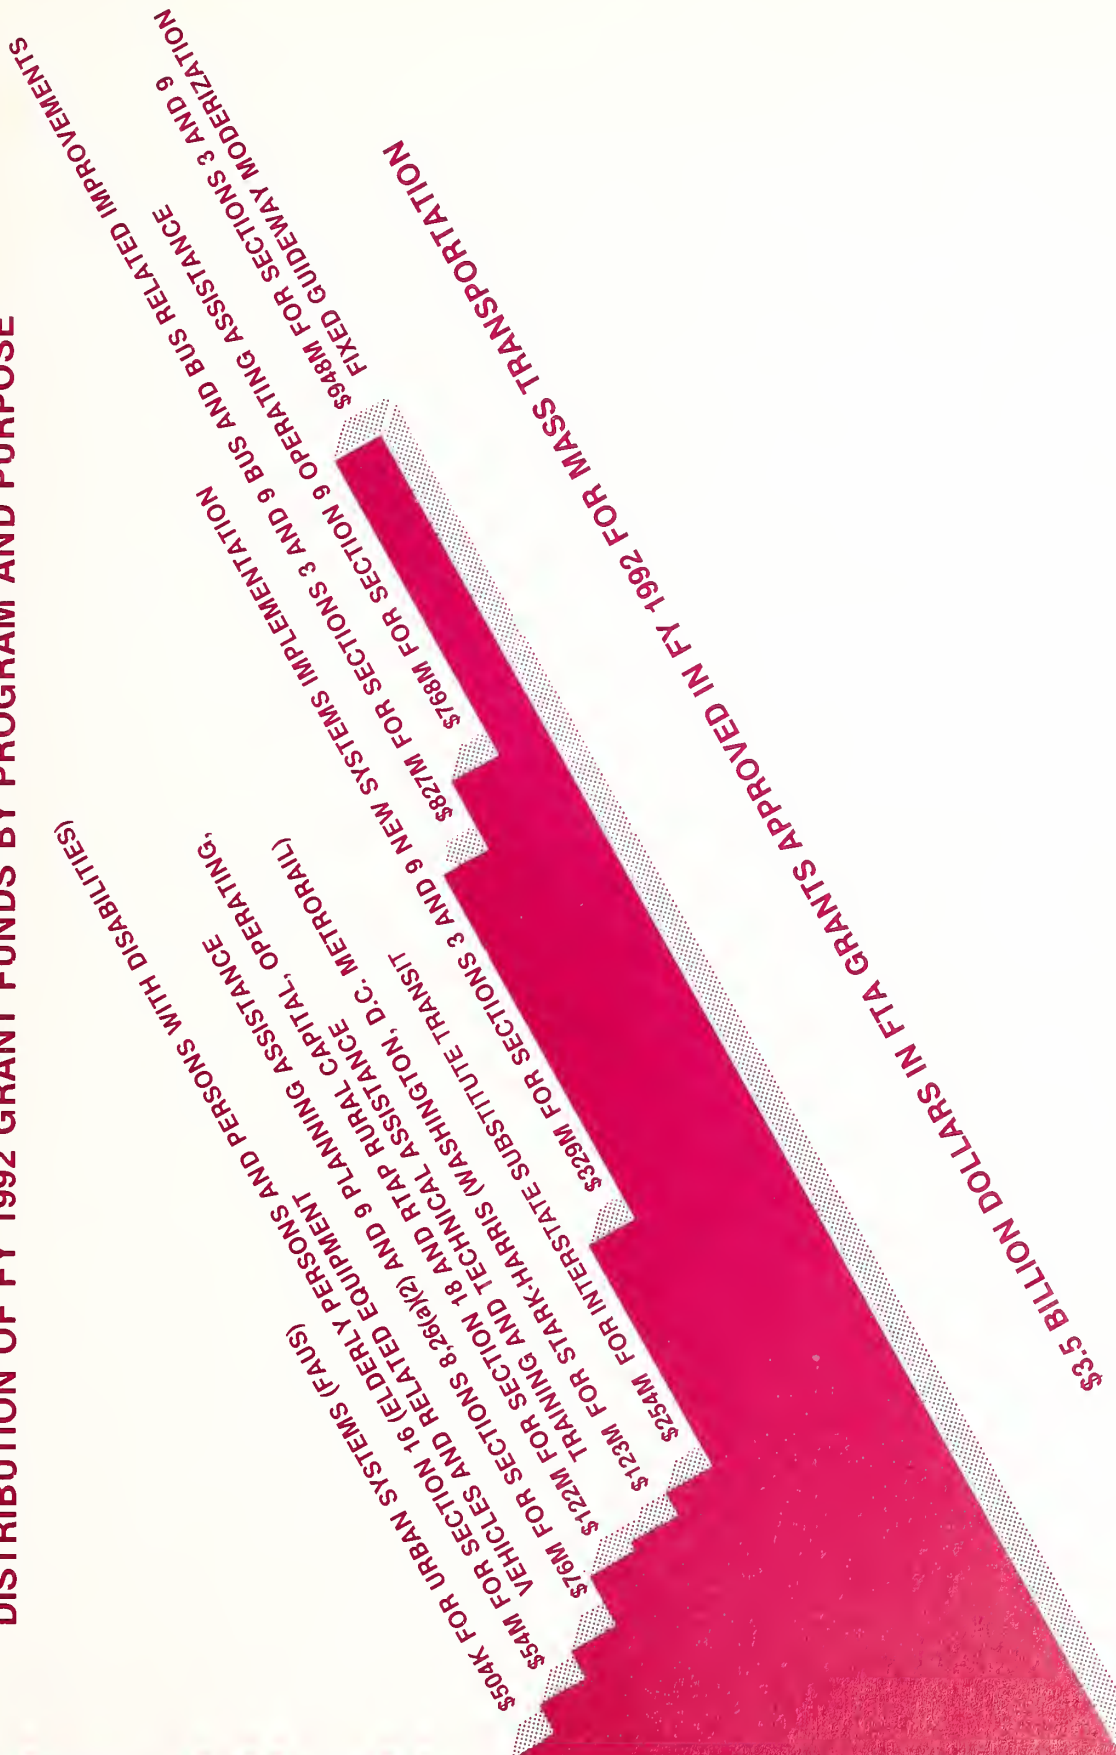 DISTRIBUTION OF FY 1992 GRANT FUNDS BY PROGRAM AND PURPOSE
$948M FOR SECTIONS 3 AND 9
FIXED GUIDEWAY MODERIZATION
$768M FOR SECTION 9 OPERATING ASSISTANCE
$827M FOR SECTIONS 3 AND 9 BUS AND BUS RELATED IMPROVEMENTS
$329M FOR SECTIONS 3 AND 9 NEW SYSTEMS IMPLEMENTATION
$254M FOR INTERSTATE SUBSTITUTE TRANSIT
$123M FOR STARK-HARRIS (WASHINGTON, D.C. METRORAIL)
$122M FOR SECTION 18 AND RTAP RURAL CAPITAL, OPERATING,
TRAINING AND TECHNICAL ASSISTANCE
$76M FOR SECTIONS 8,26(a)(2) AND 9 PLANNING ASSISTANCE
$54M FOR SECTION 16 (ELDERLY PERSONS AND PERSONS WITH DISABILITIES)
VEHICLES AND RELATED EQUIPMENT
$504K FOR URBAN SYSTEMS (FAUS)
$3.5 BILLION DOLLARS IN FTA GRANTS APPROVED IN FY 1992 FOR MASS TRANSPORTATION